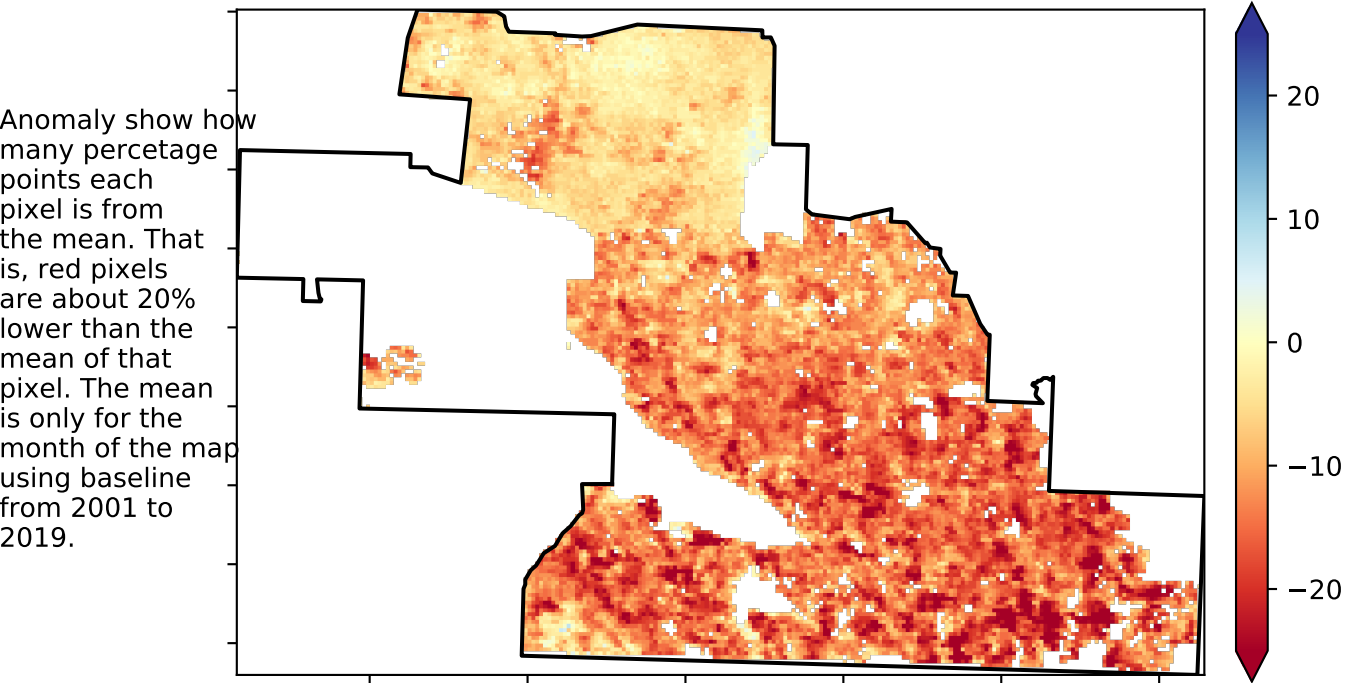 Anomaly show how
many percetage
points each
pixel is from
the mean. That
is, red pixels
are about 20%
lower than the
mean of that
pixel. The mean
is only for the
month of the map
using baseline
from 2001 to
2019.
20
10
0
−10
−20